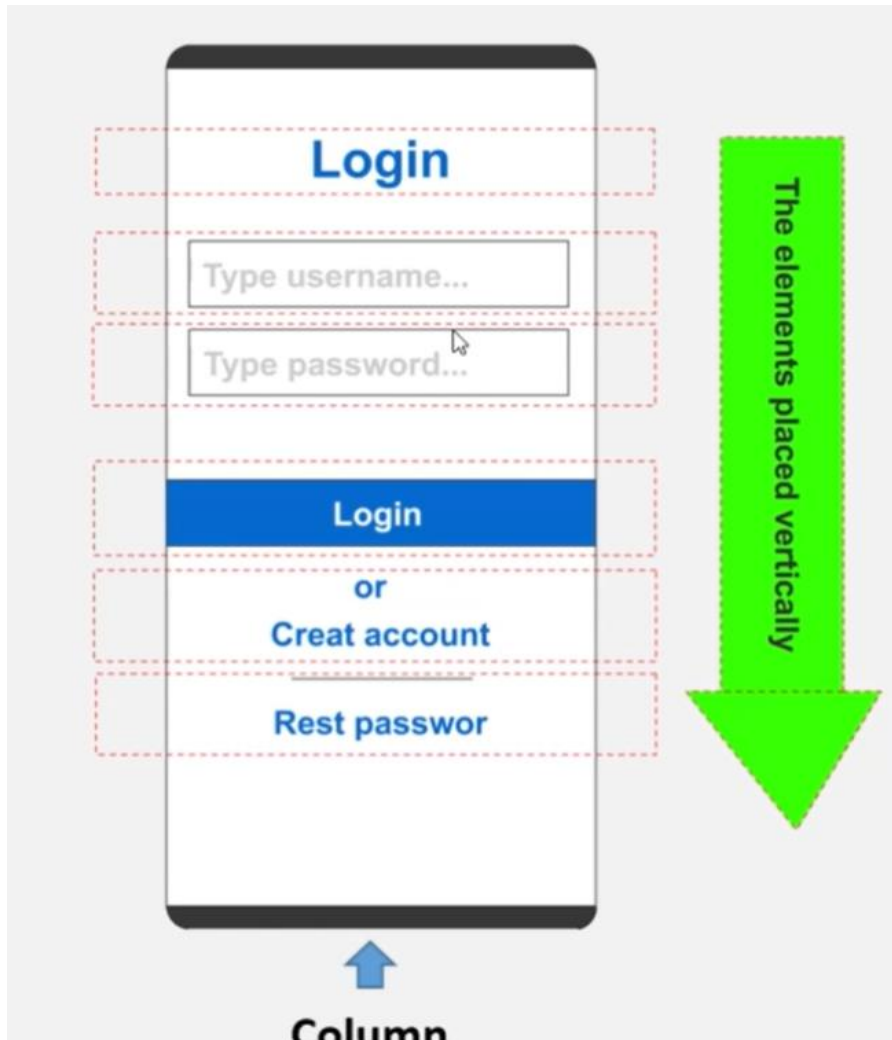 Login
Type username...
Type password...
Login
or
Creat account
Rest passwor
The elements placed vertically
Column